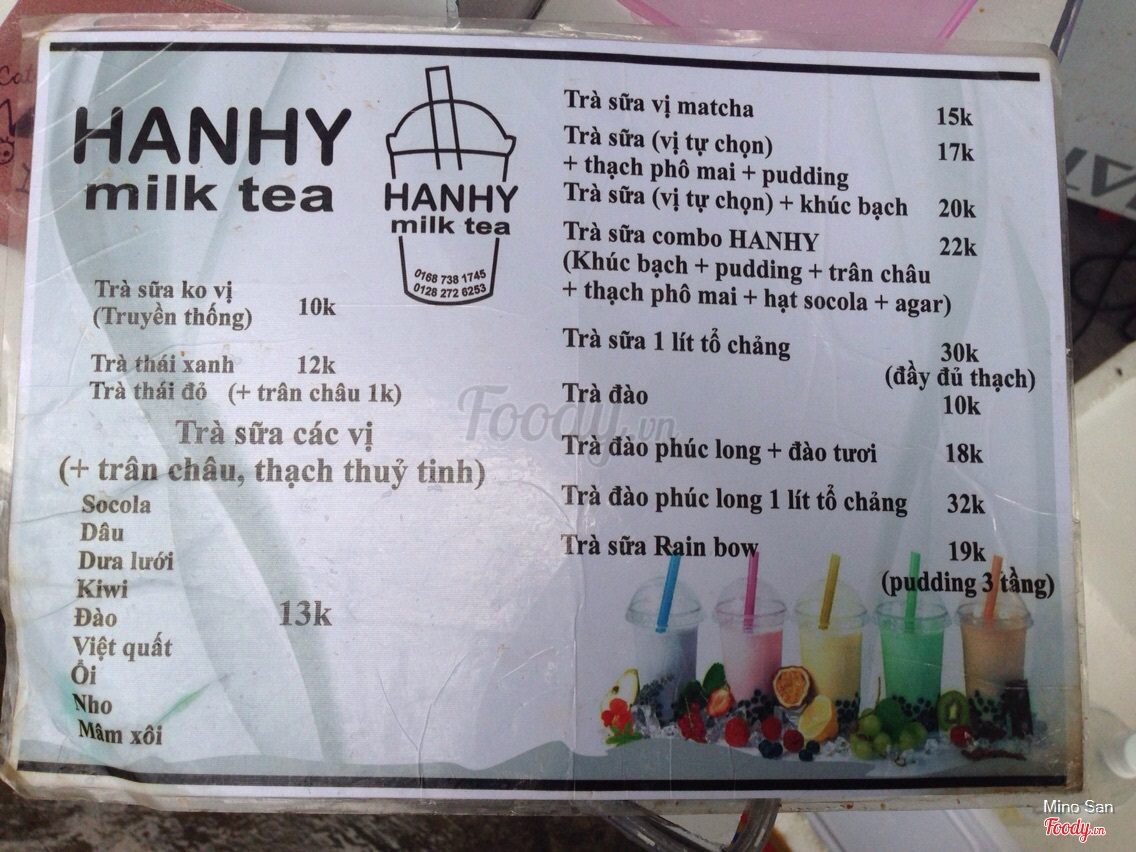 HANHY
milk tea
HANHY
milk tea
0168 738 1745
0128 272 6253
Trà sữa ko vị
(Truyền thống) 10k
Trà thái xanh 12k
Trà thái đỏ (+ trân châu 1k)
Trà sữa các vị
(+ trân châu, thạch thuỷ tinh)
Socola
Dâu
Dưa lưới
Kiwi
Đào 13k
Việt quất
Ổi
Nho
Mâm xôi
Trà sữa vị matcha 15k
Trà sữa (vị tự chọn) 17k
+ thạch phô mai + pudding
Trà sữa (vị tự chọn) + khúc bạch 20k
Trà sữa combo HANHY 22k
(Khúc bạch + pudding + trân châu
+ thạch phô mai + hạt socola + agar)
Trà sữa 1 lít tổ chảng 30k
(đầy đủ thạch)
Trà đào 10k
Trà đào phúc long + đào tươi 18k
Trà đào phúc long 1 lít tổ chảng 32k
Trà sữa Rain bow 19k
(pudding 3 tầng)
Foody.vn
Mino San
Foody.vn